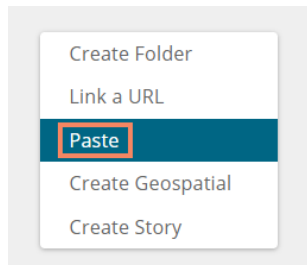 Create Folder
Link a URL
Paste
Create Geospatial
Create Story